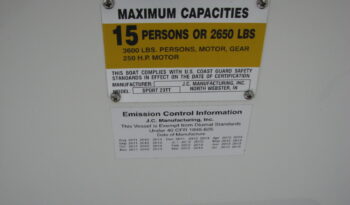 MAXIMUM CAPACITIES
15 PERSONS OR 2650 LBS
3600 LBS. PERSONS, MOTOR, GEAR
250 H.P. MOTOR
THIS BOAT COMPLIES WITH U.S. COAST GUARD SAFETY
STANDARDS IN EFFECT ON THE DATE OF CERTIFICATION
MANUFACTURER: J.C. MANUFACTURING, INC
MODEL SPORT 23TT NORTH WEBSTER, IN
Emission Control Information
J.C. Manufacturing, Inc.
This Vessel is Exempt from Diurnal Standards
Under 40 CFR 1045.625
Date of Manufacture